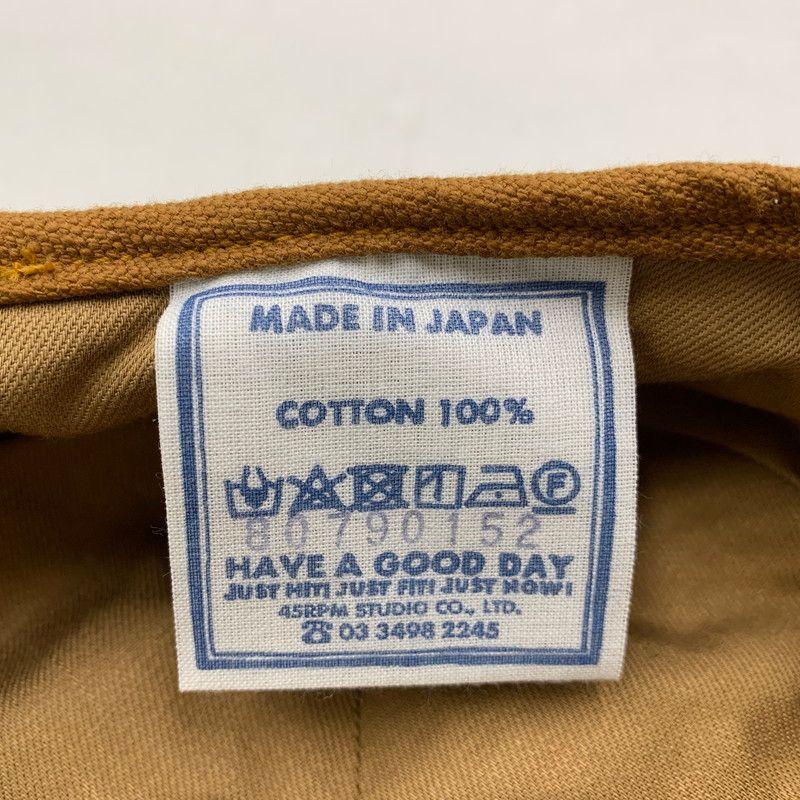 MADE IN JAPAN
COTTON 100%
F
80790152
HAVE A GOOD DAY
JUST HIT! JUST FIT! JUST NOW!
45RPM STUDIO CO., LTD.
☎ 03 3498 2245